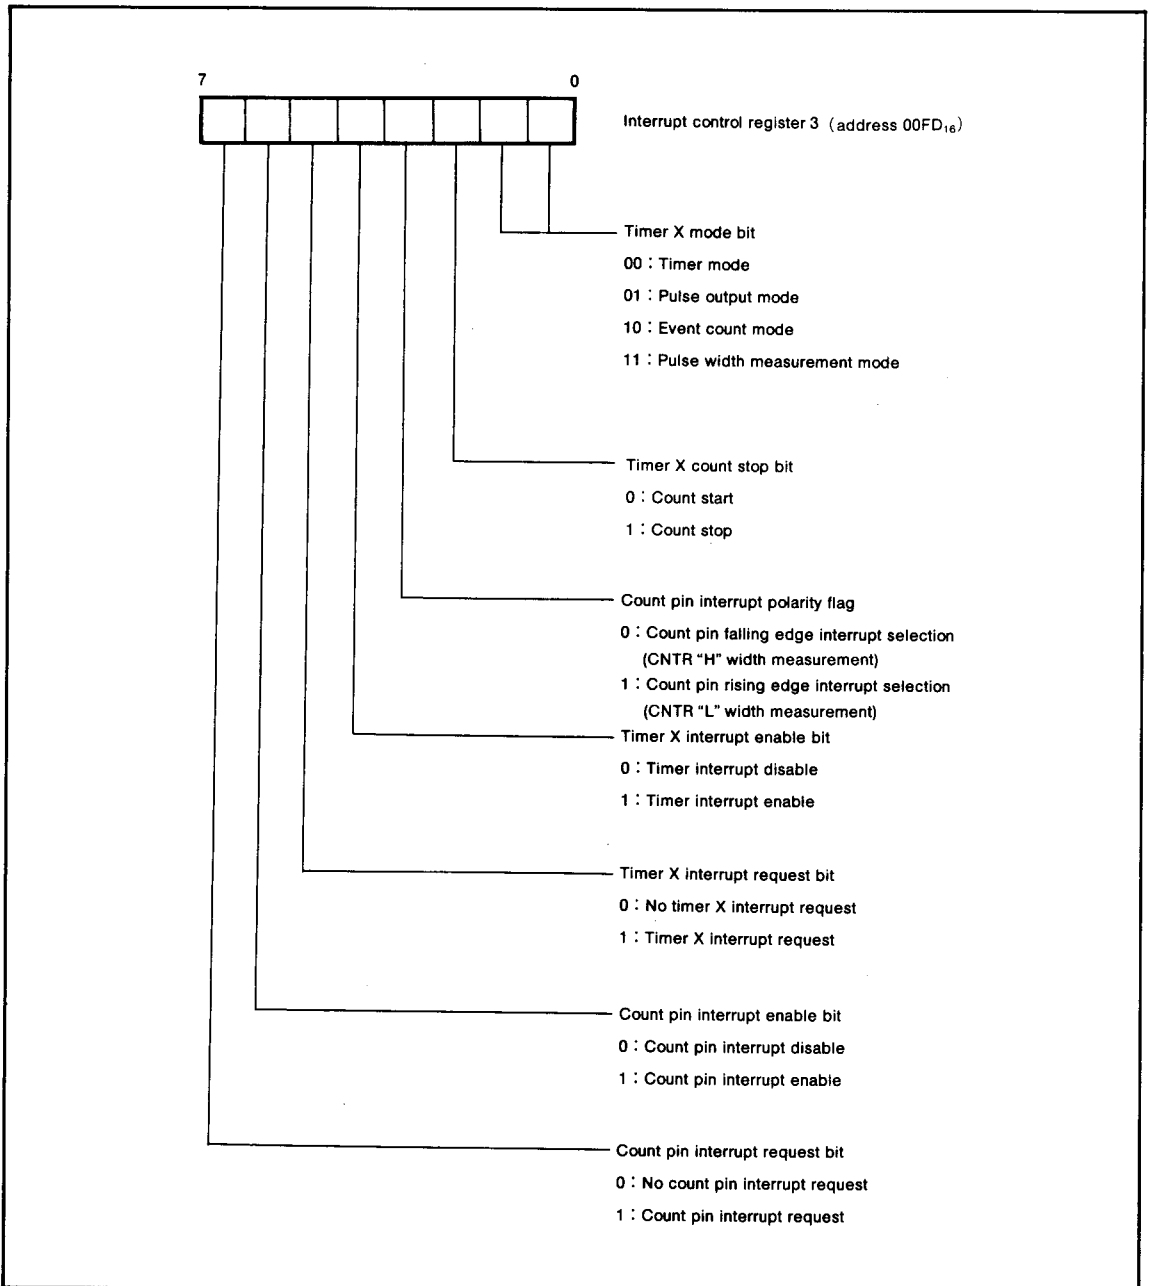 7 0
Interrupt control register 3 (address 00FD₁₆)
Timer X mode bit
00 : Timer mode
01 : Pulse output mode
10 : Event count mode
11 : Pulse width measurement mode
Timer X count stop bit
0 : Count start
1 : Count stop
Count pin interrupt polarity flag
0 : Count pin falling edge interrupt selection
(CNTR “H” width measurement)
1 : Count pin rising edge interrupt selection
(CNTR “L” width measurement)
Timer X interrupt enable bit
0 : Timer interrupt disable
1 : Timer interrupt enable
Timer X interrupt request bit
0 : No timer X interrupt request
1 : Timer X interrupt request
Count pin interrupt enable bit
0 : Count pin interrupt disable
1 : Count pin interrupt enable
Count pin interrupt request bit
0 : No count pin interrupt request
1 : Count pin interrupt request